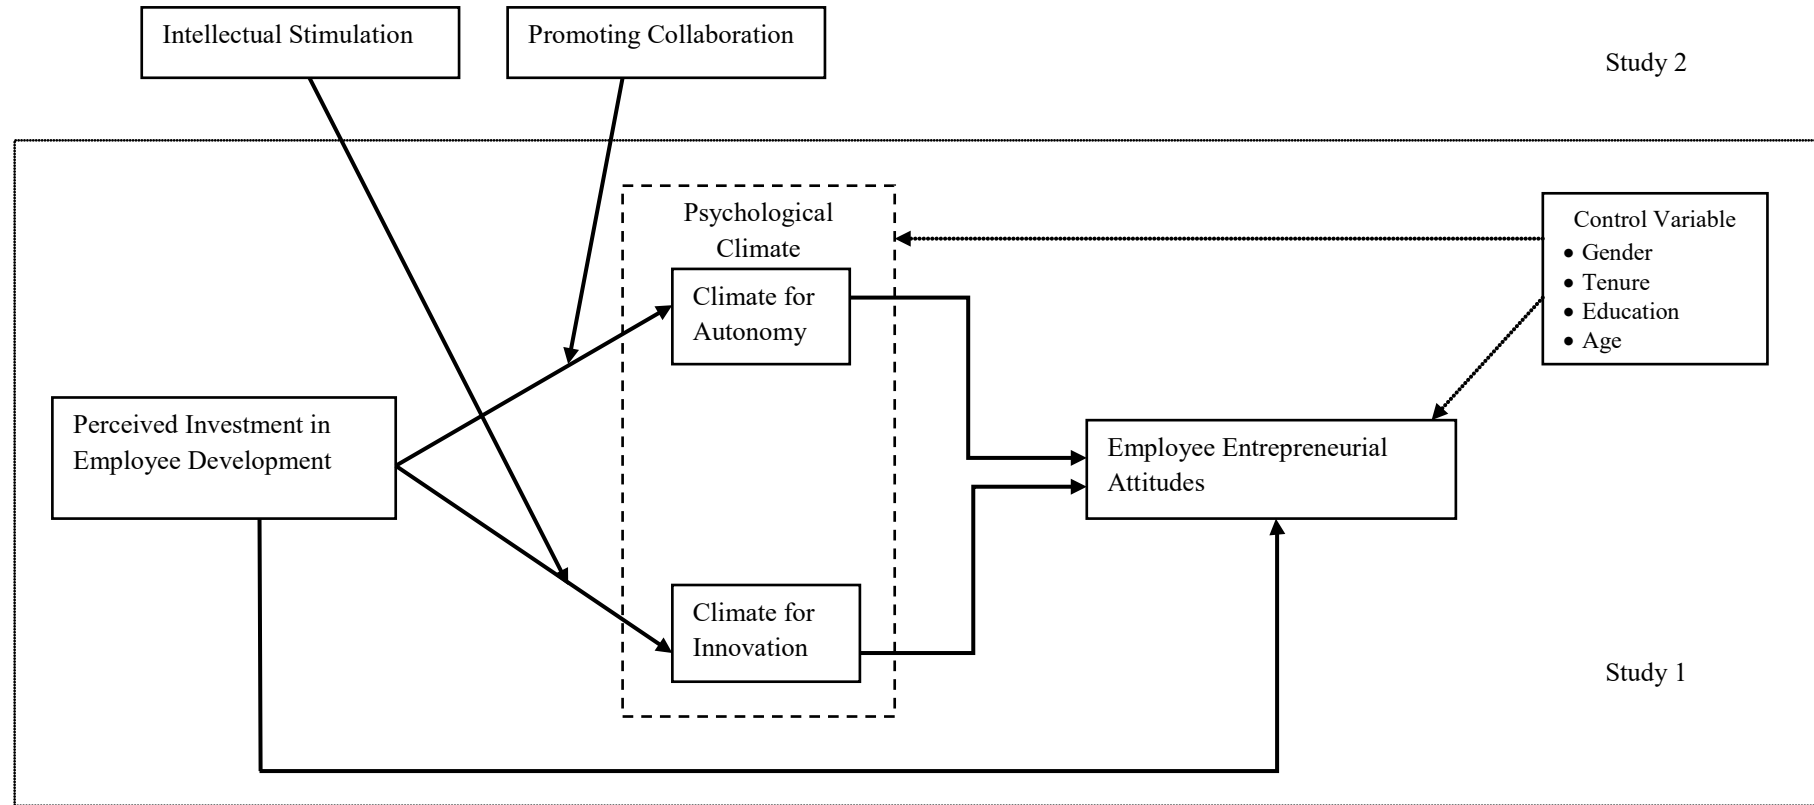 Intellectual Stimulation
Promoting Collaboration
Study 2
Psychological
Climate
Control Variable
• Gender
• Tenure
• Education
• Age
Climate for
Autonomy
Perceived Investment in
Employee Development
Employee Entrepreneurial
Attitudes
Climate for
Innovation
Study 1